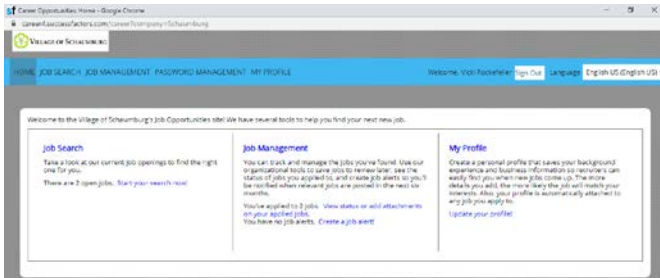 Career Opportunities: Home - Google Chrome
career4.successfactors.com/career?company=Schaumburg
VILLAGE OF SCHAUMBURG
HOME JOB SEARCH JOB MANAGEMENT PASSWORD MANAGEMENT MY PROFILE
Welcome, Vicki Rockefeller Sign Out Language English US (English US)
Welcome to the Village of Schaumburg's Job Opportunities site! We have several tools to help you find your next new job.
Job Search
Take a look at our current job openings to find the right
one for you.
There are 2 open jobs. Start your search now!
Job Management
You can track and manage the jobs you've found. Use our
organizational tools to save jobs to review later, see the
status of jobs you applied to, and create job alerts so you'll
be notified when relevant jobs are posted in the next six
months.
You've applied to 3 jobs. View status or add attachments
on your applied jobs.
You have no job alerts. Create a job alert!
My Profile
Create a personal profile that saves your background
experience and business information so recruiters can
easily find you when new jobs come up. The more
details you add, the more likely the job will match your
interests. Also, your profile is automatically attached to
any job you apply to.
Update your profile!